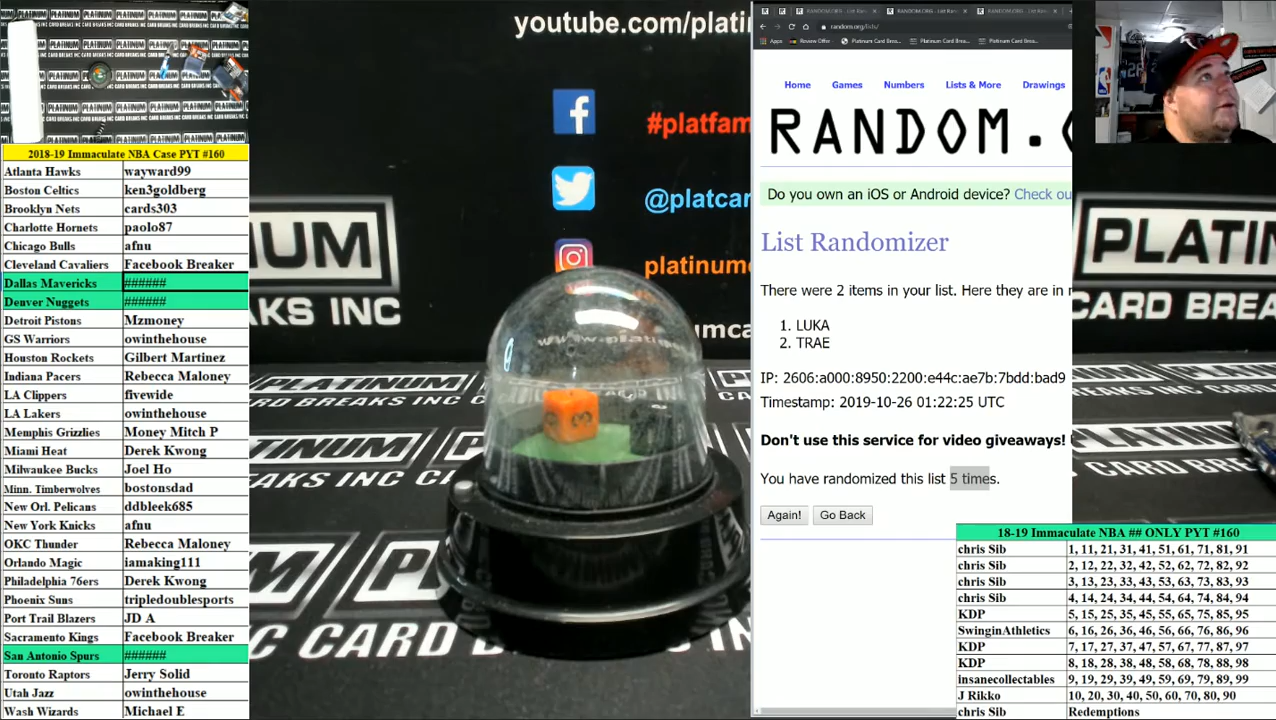 2018-19 Immaculate NBA Case PYT #160
Atlanta Hawks wayward99
Boston Celtics ken3goldberg
Brooklyn Nets cards303
Charlotte Hornets paolo87
Chicago Bulls afnu
Cleveland Cavaliers Facebook Breaker
Dallas Mavericks ######
Denver Nuggets ######
Detroit Pistons Mzmoney
GS Warriors owinthehouse
Houston Rockets Gilbert Martinez
Indiana Pacers Rebecca Maloney
LA Clippers fivewide
LA Lakers owinthehouse
Memphis Grizzlies Money Mitch P
Miami Heat Derek Kwong
Milwaukee Bucks Joel Ho
Minn. Timberwolves bostonsdad
New Orl. Pelicans ddbleek685
New York Knicks afnu
OKC Thunder Rebecca Maloney
Orlando Magic iamaking111
Philadelphia 76ers Derek Kwong
Phoenix Suns tripledoublesports
Port Trail Blazers JD A
Sacramento Kings Facebook Breaker
San Antonio Spurs ######
Toronto Raptors Jerry Solid
Utah Jazz owinthehouse
Wash Wizards Michael E
youtube.com/platin
#platfam
@platcar
platinumc
PLATINUM
CARD BREAKS INC
random.org/lists/
Home Games Numbers Lists & More Drawings
RANDOM.
Do you own an iOS or Android device? Check ou
List Randomizer
There were 2 items in your list. Here they are in r
1. LUKA
2. TRAE
IP: 2606:a000:8950:2200:e44c:ae7b:7bdd:bad9
Timestamp: 2019-10-26 01:22:25 UTC
Don't use this service for video giveaways!
You have randomized this list 5 times.
Again! Go Back
PLATIN
CARD BREAKS
18-19 Immaculate NBA ## ONLY PYT #160
chris Sib 1, 11, 21, 31, 41, 51, 61, 71, 81, 91
chris Sib 2, 12, 22, 32, 42, 52, 62, 72, 82, 92
chris Sib 3, 13, 23, 33, 43, 53, 63, 73, 83, 93
chris Sib 4, 14, 24, 34, 44, 54, 64, 74, 84, 94
KDP 5, 15, 25, 35, 45, 55, 65, 75, 85, 95
SwinginAthletics 6, 16, 26, 36, 46, 56, 66, 76, 86, 96
KDP 7, 17, 27, 37, 47, 57, 67, 77, 87, 97
KDP 8, 18, 28, 38, 48, 58, 68, 78, 88, 98
insanecollectables 9, 19, 29, 39, 49, 59, 69, 79, 89, 99
J Rikko 10, 20, 30, 40, 50, 60, 70, 80, 90
chris Sib Redemptions